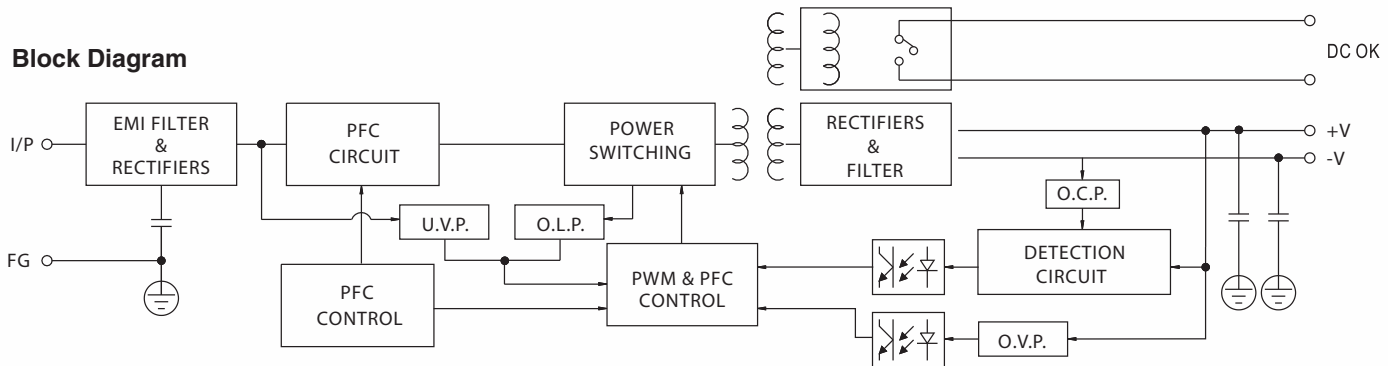 Block Diagram
DC OK
I/P
EMI FILTER
&
RECTIFIERS
PFC
CIRCUIT
POWER
SWITCHING
RECTIFIERS
&
FILTER
+V
-V
O.C.P.
U.V.P.
O.L.P.
FG
PFC
CONTROL
PWM & PFC
CONTROL
DETECTION
CIRCUIT
O.V.P.